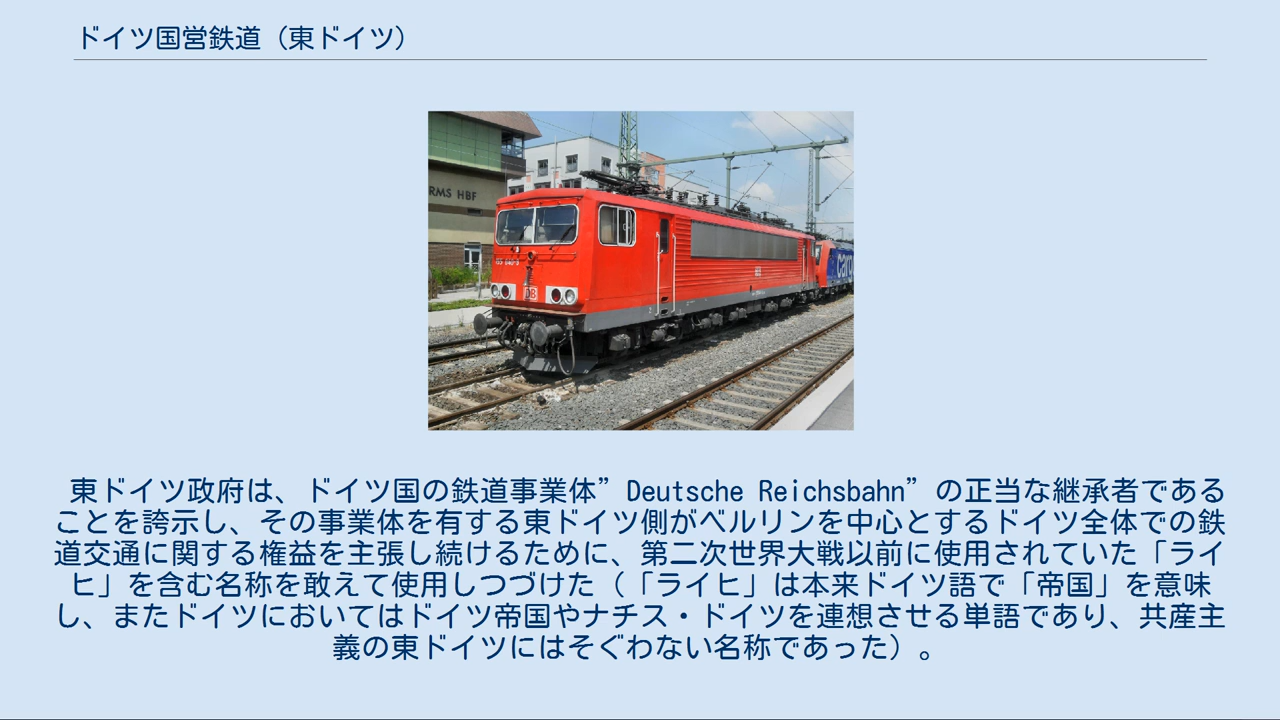 ドイツ国営鉄道（東ドイツ）
RMS HBF
DB
東ドイツ政府は、ドイツ国の鉄道事業体”Deutsche Reichsbahn”の正当な継承者である
ことを誇示し、その事業体を有する東ドイツ側がベルリンを中心とするドイツ全体での鉄
道交通に関する権益を主張し続けるために、第二次世界大戦以前に使用されていた「ライ
ヒ」を含む名称を敢えて使用しつづけた（「ライヒ」は本来ドイツ語で「帝国」を意味
し、またドイツにおいてはドイツ帝国やナチス・ドイツを連想させる単語であり、共産主
義の東ドイツにはそぐわない名称であった）。